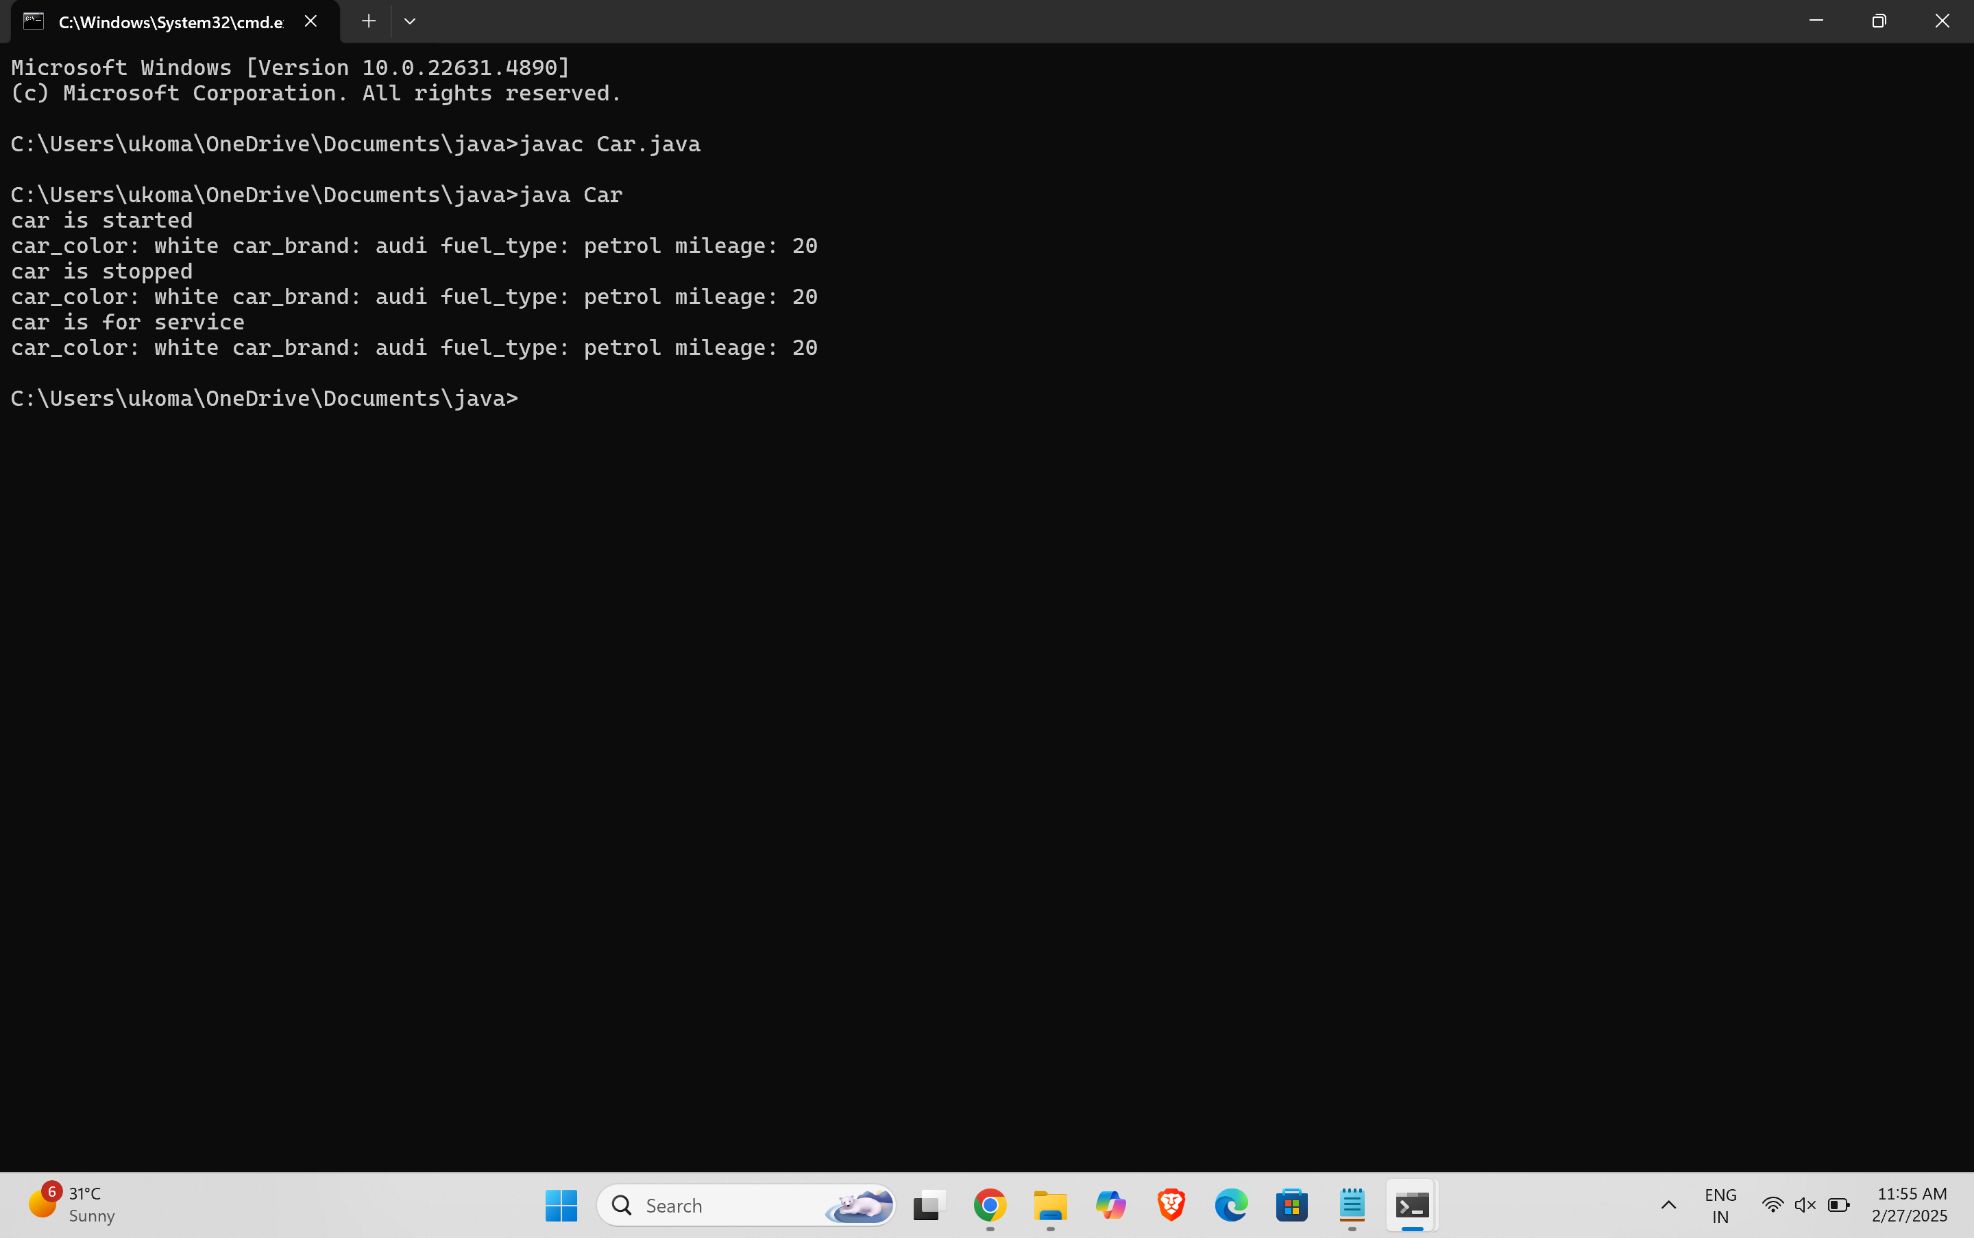 C:\Windows\System32\cmd.e
Microsoft Windows [Version 10.0.22631.4890]
(c) Microsoft Corporation. All rights reserved.
C:\Users\ukoma\OneDrive\Documents\java>javac Car.java
C:\Users\ukoma\OneDrive\Documents\java>java Car
car is started
car_color: white car_brand: audi fuel_type: petrol mileage: 20
car is stopped
car_color: white car_brand: audi fuel_type: petrol mileage: 20
car is for service
car_color: white car_brand: audi fuel_type: petrol mileage: 20
C:\Users\ukoma\OneDrive\Documents\java>
6
31°C
Sunny
Search
ENG
IN
11:55 AM
2/27/2025